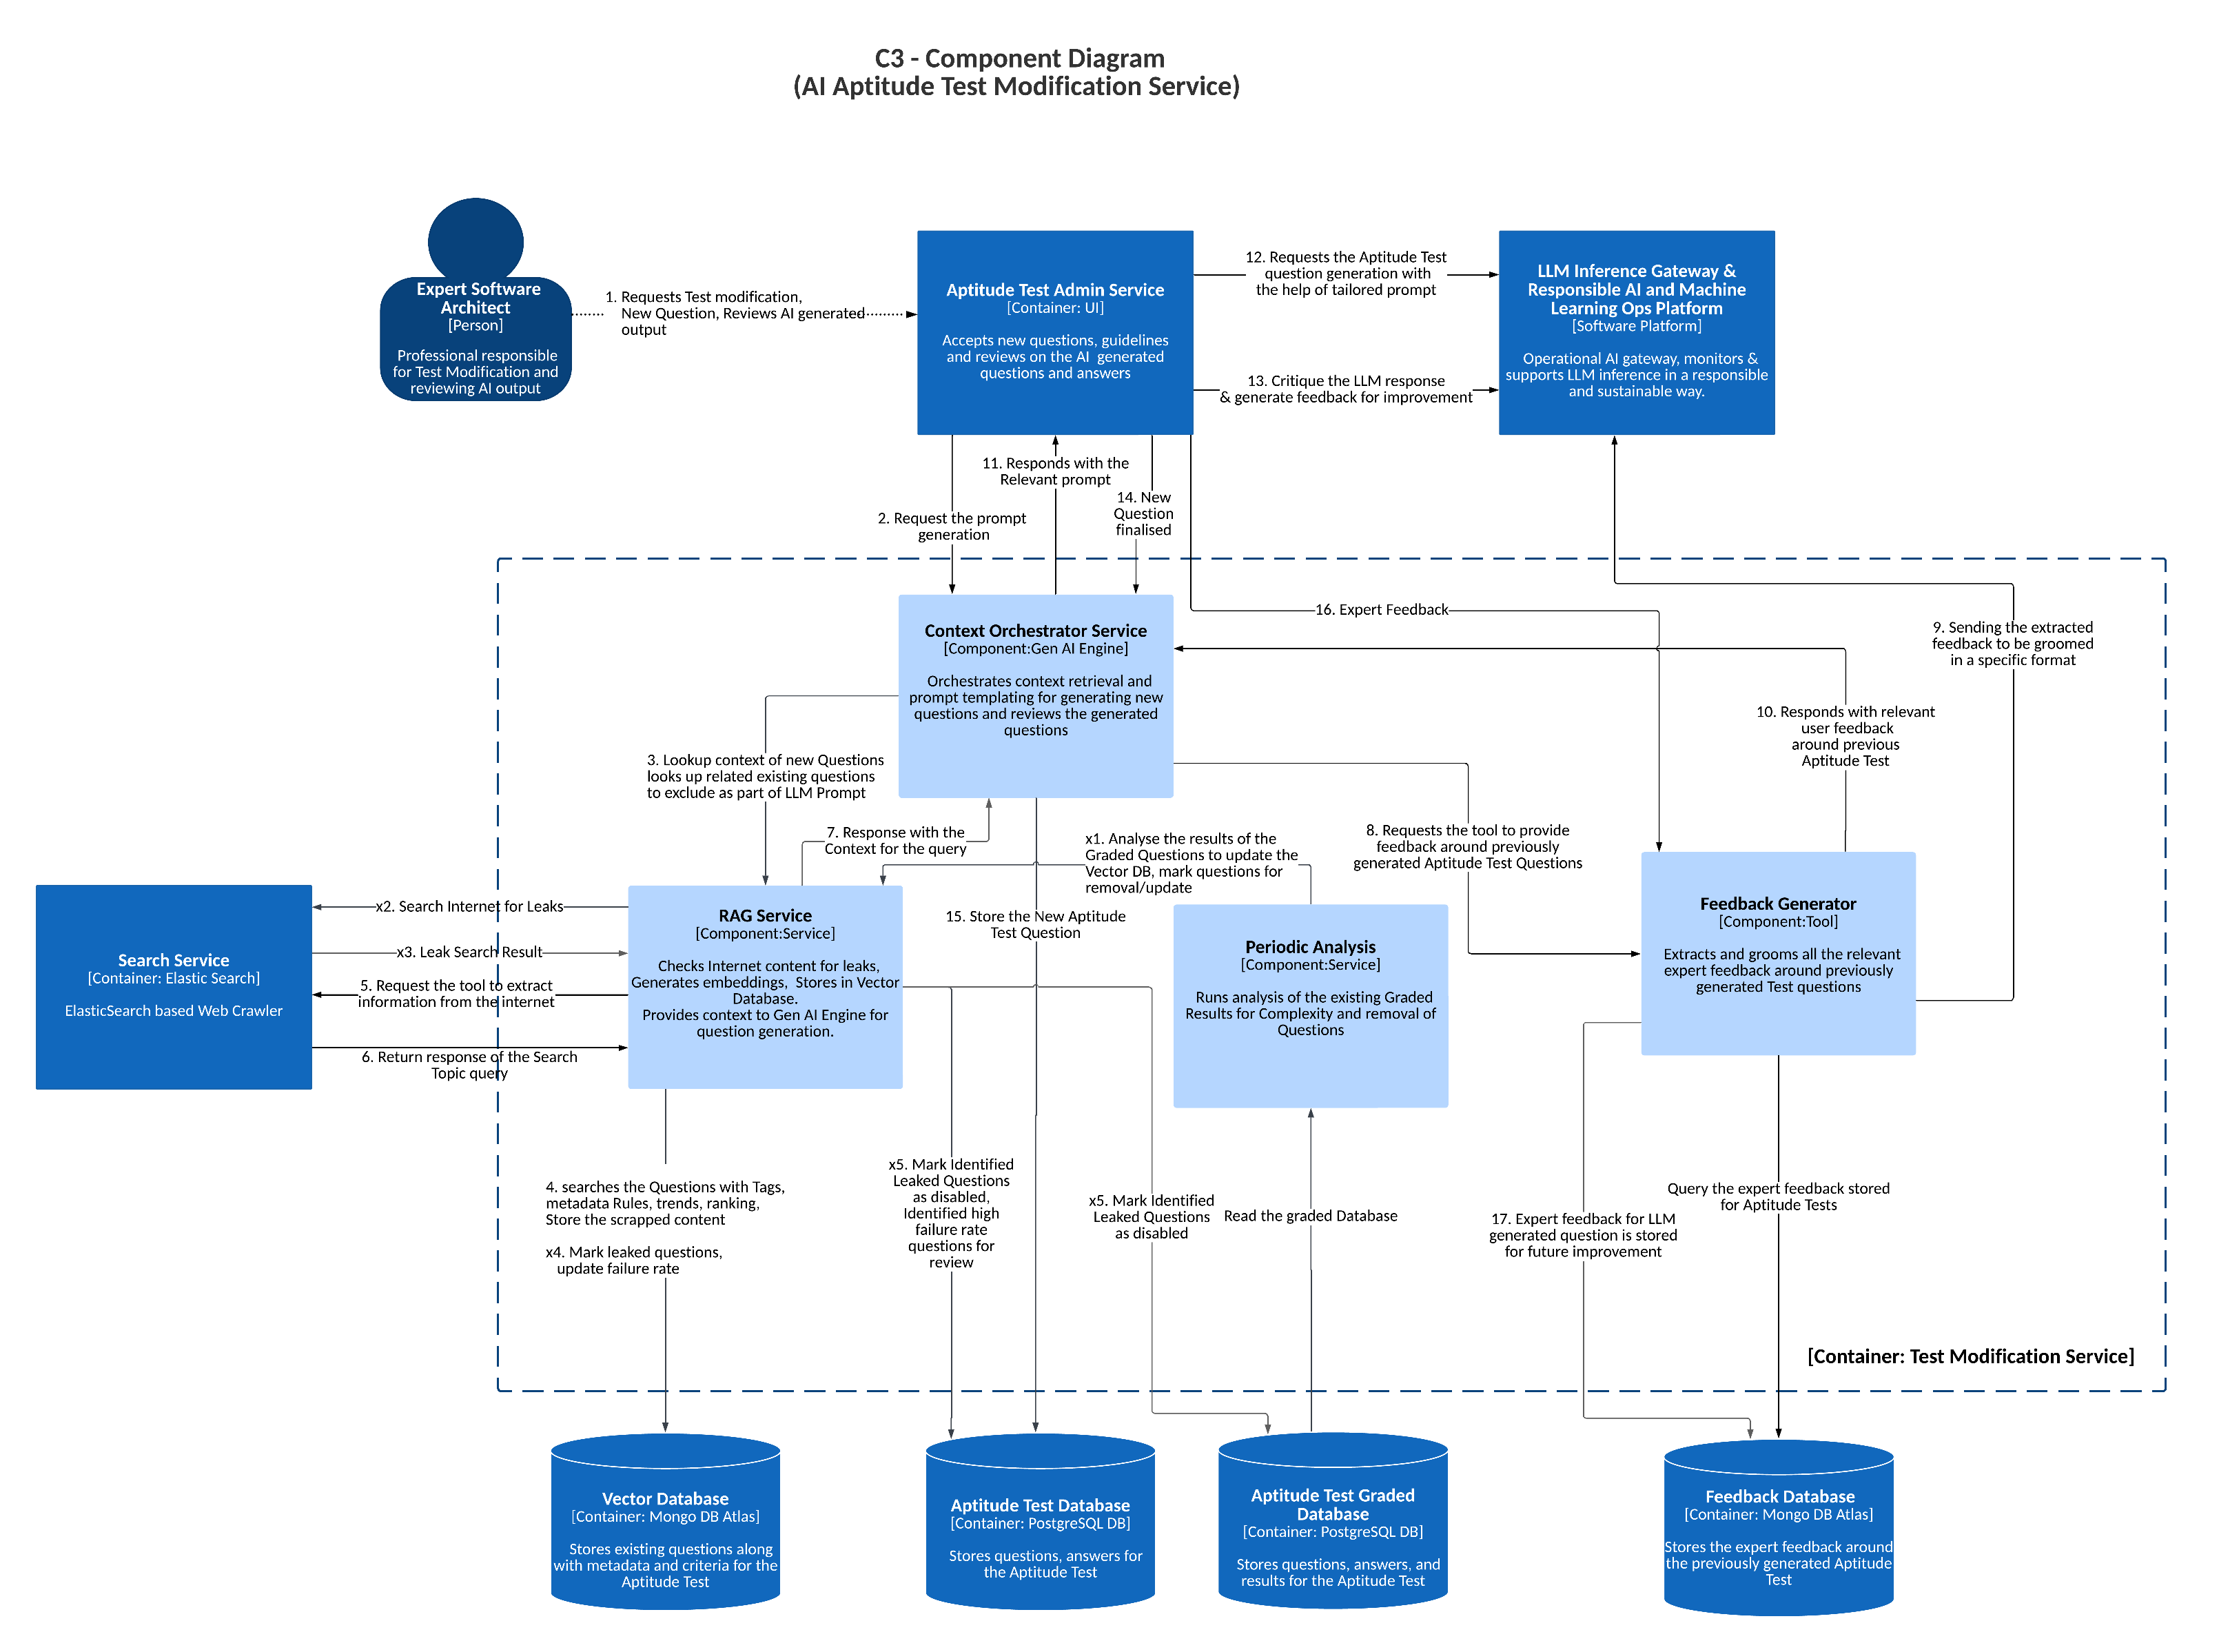 C3 - Component Diagram
(AI Aptitude Test Modification Service)
Expert Software
Architect
[Person]
Professional responsible
for Test Modification and
reviewing AI output
1. Requests Test modification,
New Question, Reviews AI generated
output
Aptitude Test Admin Service
[Container: UI]
Accepts new questions, guidelines
and reviews on the AI generated
questions and answers
12. Requests the Aptitude Test
question generation with
the help of tailored prompt
13. Critique the LLM response
& generate feedback for improvement
LLM Inference Gateway &
Responsible AI and Machine
Learning Ops Platform
[Software Platform]
Operational AI gateway, monitors &
supports LLM inference in a responsible
and sustainable way.
11. Responds with the
Relevant prompt
14. New
Question
finalised
2. Request the prompt
generation
16. Expert Feedback
9. Sending the extracted
feedback to be groomed
in a specific format
Context Orchestrator Service
[Component:Gen AI Engine]
Orchestrates context retrieval and
prompt templating for generating new
questions and reviews the generated
questions
10. Responds with relevant
user feedback
around previous
Aptitude Test
3. Lookup context of new Questions
looks up related existing questions
to exclude as part of LLM Prompt
7. Response with the
Context for the query
x1. Analyse the results of the
Graded Questions to update the
Vector DB, mark questions for
removal/update
8. Requests the tool to provide
feedback around previously
generated Aptitude Test Questions
Search Service
[Container: Elastic Search]
ElasticSearch based Web Crawler
x2. Search Internet for Leaks
x3. Leak Search Result
5. Request the tool to extract
information from the internet
6. Return response of the Search
Topic query
RAG Service
[Component:Service]
Checks Internet content for leaks,
Generates embeddings, Stores in Vector
Database.
Provides context to Gen AI Engine for
question generation.
15. Store the New Aptitude
Test Question
Periodic Analysis
[Component:Service]
Runs analysis of the existing Graded
Results for Complexity and removal of
Questions
Feedback Generator
[Component:Tool]
Extracts and grooms all the relevant
expert feedback around previously
generated Test questions
4. searches the Questions with Tags,
metadata Rules, trends, ranking,
Store the scrapped content
x4. Mark leaked questions,
update failure rate
x5. Mark Identified
Leaked Questions
as disabled,
Identified high
failure rate
questions for
review
x5. Mark Identified
Leaked Questions
as disabled
Read the graded Database
17. Expert feedback for LLM
generated question is stored
for future improvement
Query the expert feedback stored
for Aptitude Tests
[Container: Test Modification Service]
Vector Database
[Container: Mongo DB Atlas]
Stores existing questions along
with metadata and criteria for the
Aptitude Test
Aptitude Test Database
[Container: PostgreSQL DB]
Stores questions, answers for
the Aptitude Test
Aptitude Test Graded
Database
[Container: PostgreSQL DB]
Stores questions, answers, and
results for the Aptitude Test
Feedback Database
[Container: Mongo DB Atlas]
Stores the expert feedback around
the previously generated Aptitude
Test